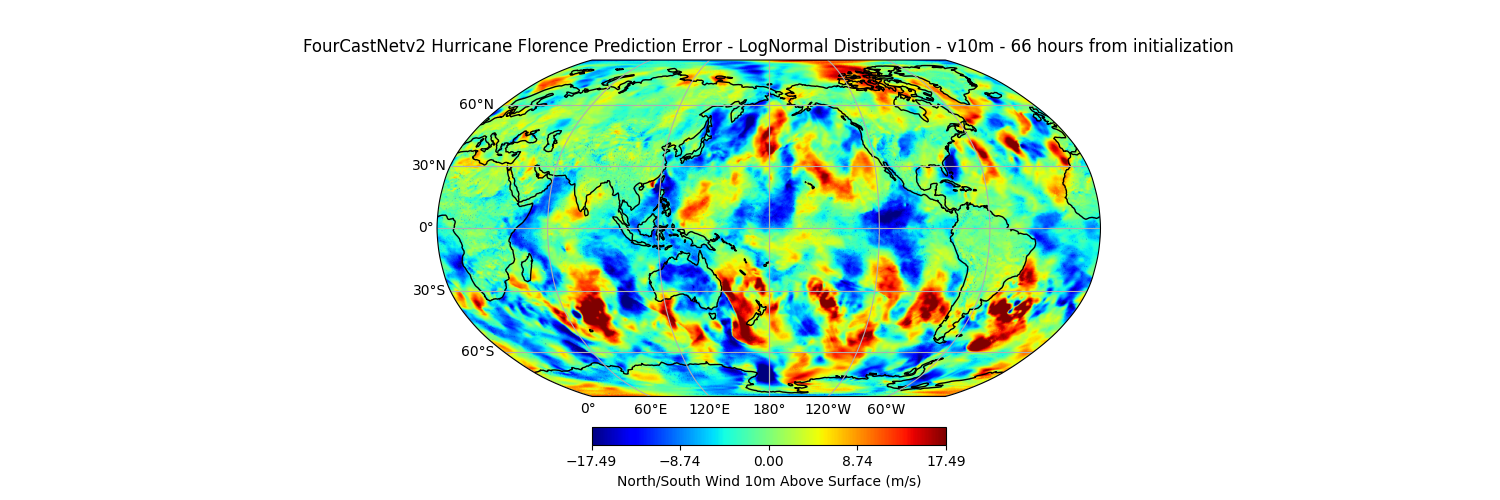 FourCastNetv2 Hurricane Florence Prediction Error - LogNormal Distribution - v10m - 66 hours from initialization
60°N
30°N
0°
30°S
60°S
0° 60°E 120°E 180° 120°W 60°W
−17.49 −8.74 0.00 8.74 17.49
North/South Wind 10m Above Surface (m/s)